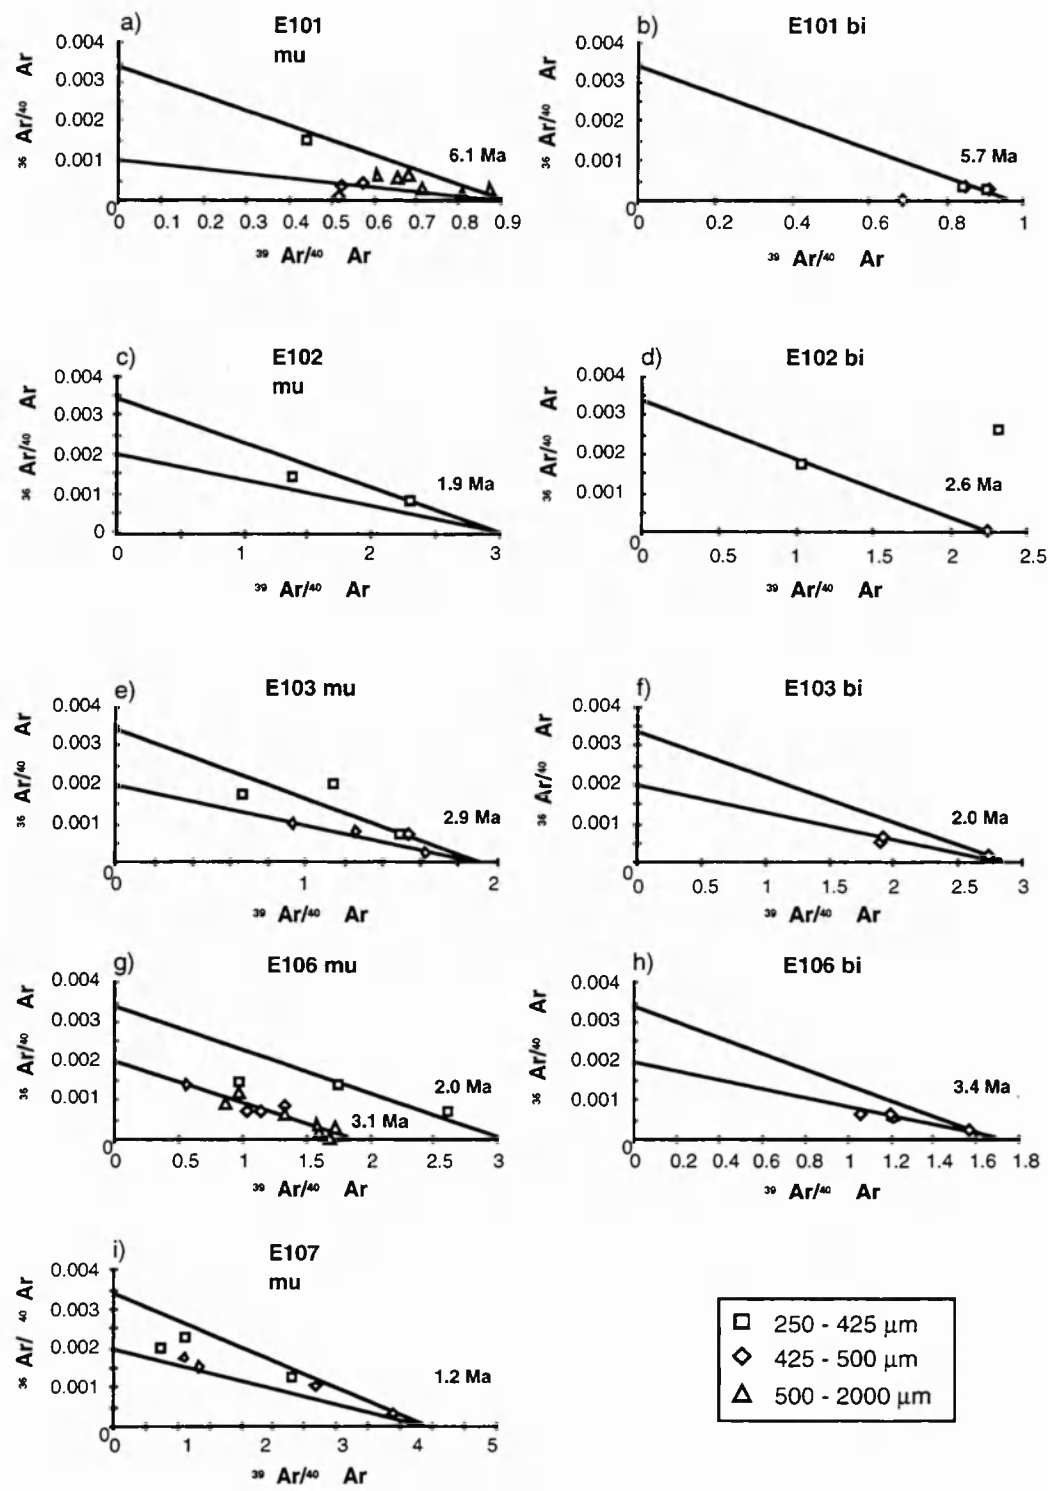 a) E101
mu
0.004
0.003
0.002
0.001
0
36 Ar/40 Ar
6.1 Ma
0 0.1 0.2 0.3 0.4 0.5 0.6 0.7 0.8 0.9
39 Ar/40 Ar
b) E101 bi
0.004
0.003
0.002
0.001
0
36 Ar/40 Ar
5.7 Ma
0 0.2 0.4 0.6 0.8 1
39 Ar/40 Ar
c) E102
mu
0.004
0.003
0.002
0.001
0
36 Ar/40 Ar
1.9 Ma
0 1 2 3
39 Ar/40 Ar
d) E102 bi
0.004
0.003
0.002
0.001
0
36 Ar/40 Ar
2.6 Ma
0 0.5 1 1.5 2 2.5
39 Ar/40 Ar
e) E103 mu
0.004
0.003
0.002
0.001
0
36 Ar/40 Ar
2.9 Ma
0 1 2
39 Ar/40 Ar
f) E103 bi
0.004
0.003
0.002
0.001
0
36 Ar/40 Ar
2.0 Ma
0 0.5 1 1.5 2 2.5 3
39 Ar/40 Ar
g) E106 mu
0.004
0.003
0.002
0.001
0
36 Ar/40 Ar
2.0 Ma
3.1 Ma
0 0.5 1 1.5 2 2.5 3
39 Ar/40 Ar
h) E106 bi
0.004
0.003
0.002
0.001
0
36 Ar/40 Ar
3.4 Ma
0 0.2 0.4 0.6 0.8 1 1.2 1.4 1.6 1.8
39 Ar/40 Ar
i) E107
mu
0.004
0.003
0.002
0.001
0
36 Ar/ 40 Ar
1.2 Ma
0 1 2 3 4 5
39 Ar/40 Ar
250 - 425 µm
425 - 500 µm
500 - 2000 µm